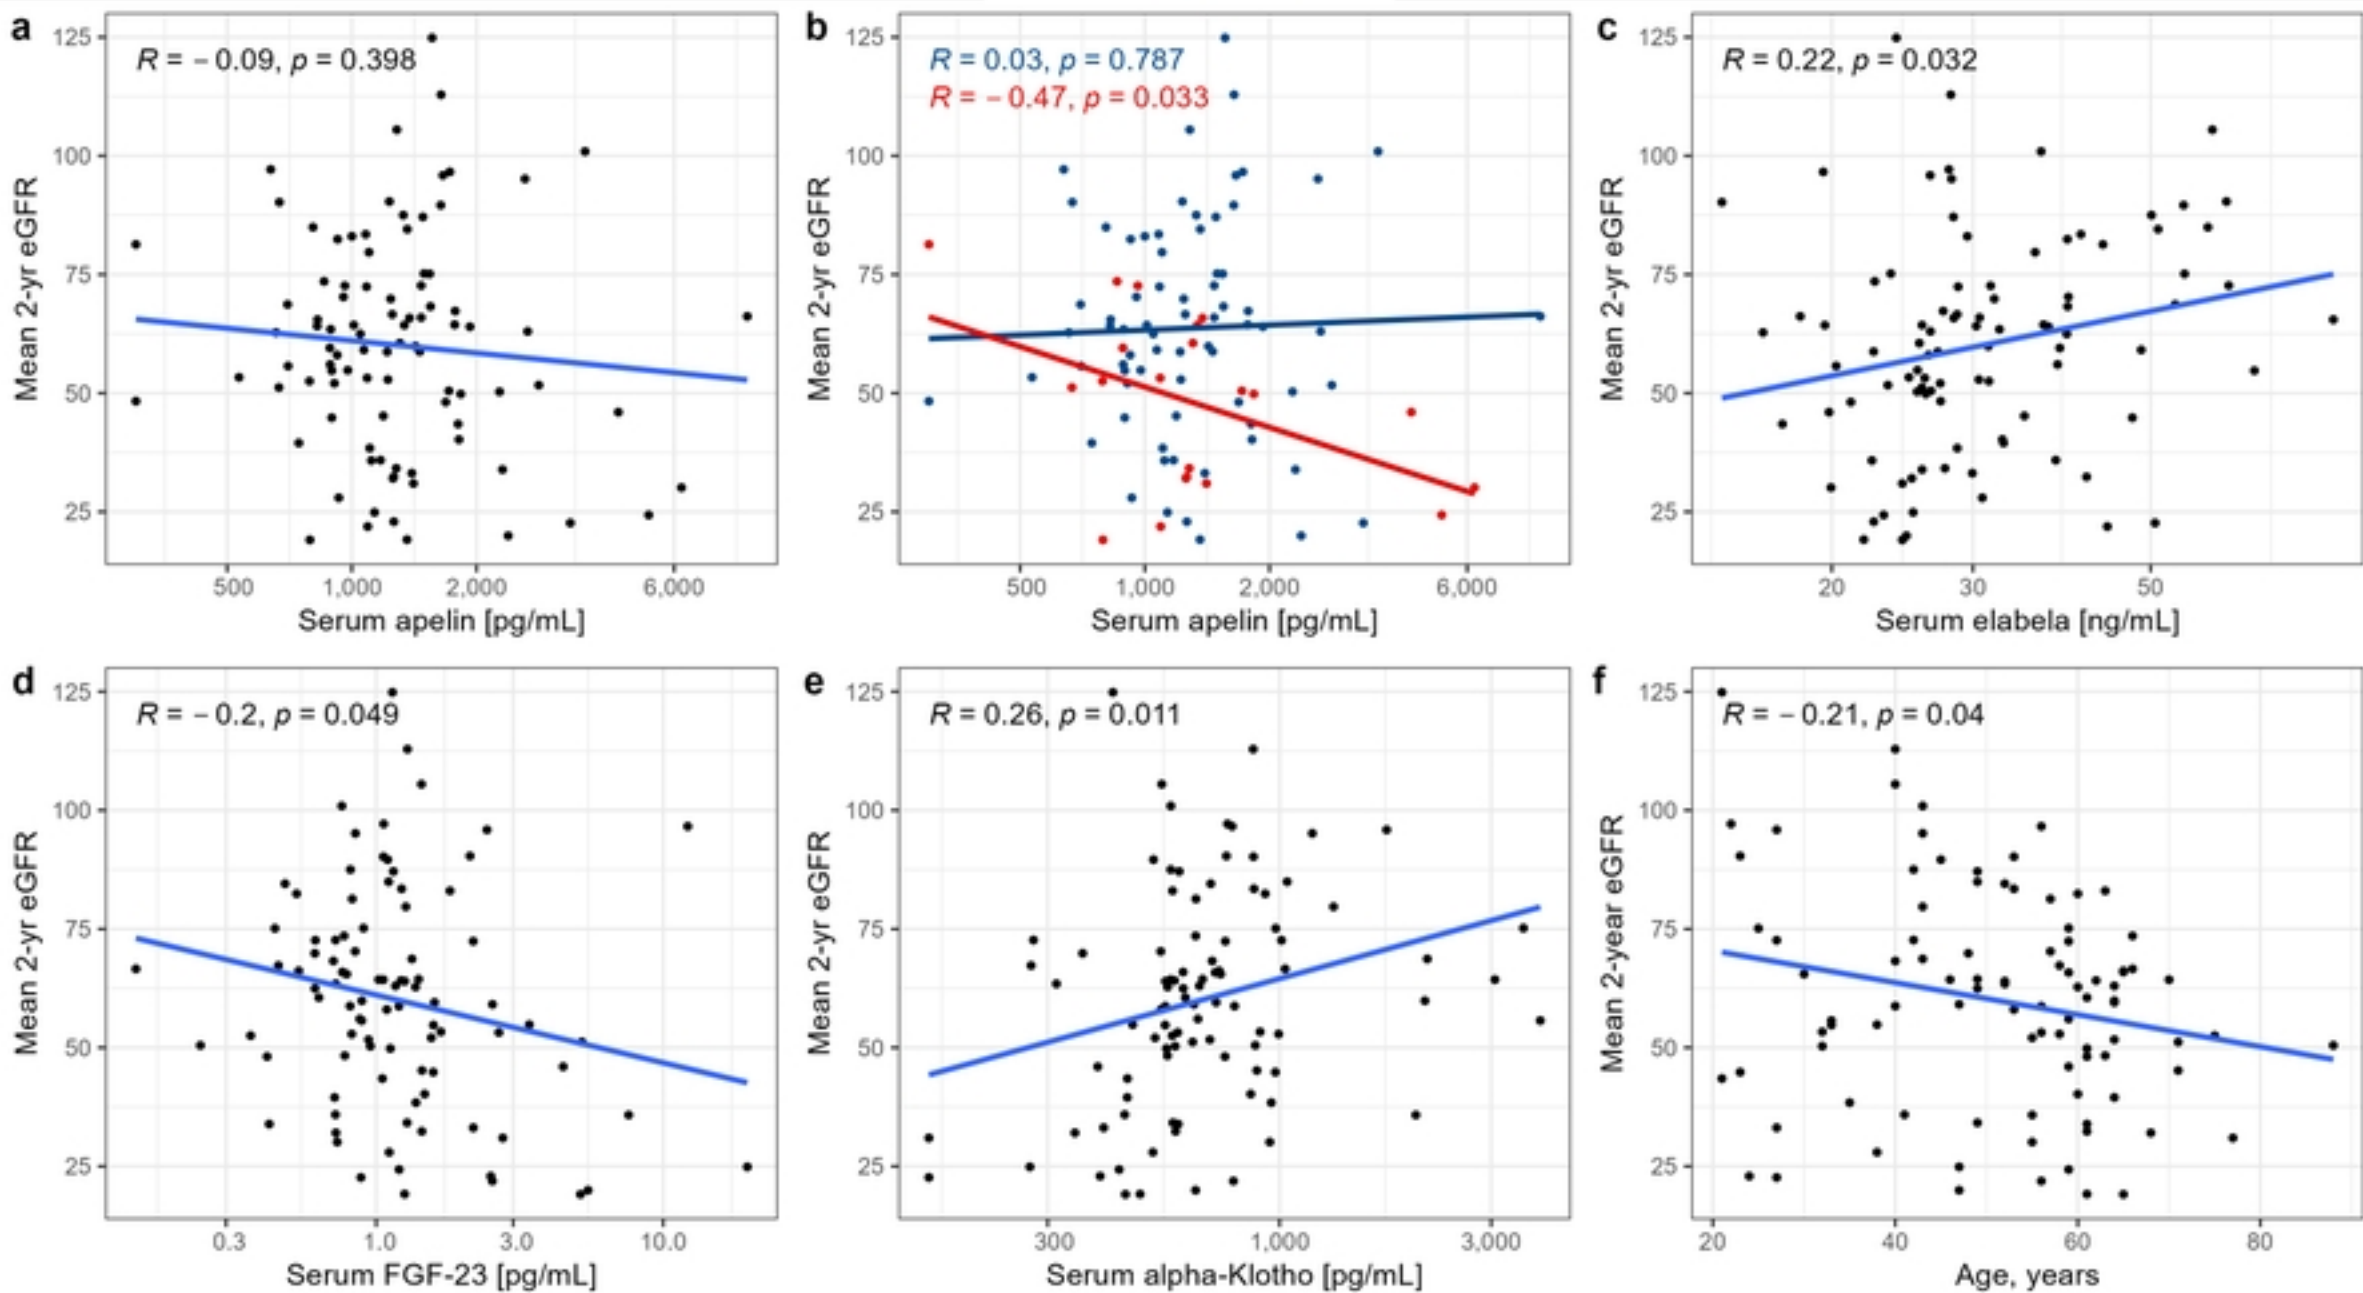 a
R = − 0.09, p = 0.398
125
100
75
50
25
Mean 2-yr eGFR
500 1,000 2,000 6,000
Serum apelin [pg/mL]
b
R = 0.03, p = 0.787
R = − 0.47, p = 0.033
125
100
75
50
25
Mean 2-yr eGFR
500 1,000 2,000 6,000
Serum apelin [pg/mL]
c
R = 0.22, p = 0.032
125
100
75
50
25
Mean 2-yr eGFR
20 30 50
Serum elabela [ng/mL]
d
R = − 0.2, p = 0.049
125
100
75
50
25
Mean 2-yr eGFR
0.3 1.0 3.0 10.0
Serum FGF-23 [pg/mL]
e
R = 0.26, p = 0.011
125
100
75
50
25
Mean 2-yr eGFR
300 1,000 3,000
Serum alpha-Klotho [pg/mL]
f
R = − 0.21, p = 0.04
125
100
75
50
25
Mean 2-year eGFR
20 40 60 80
Age, years